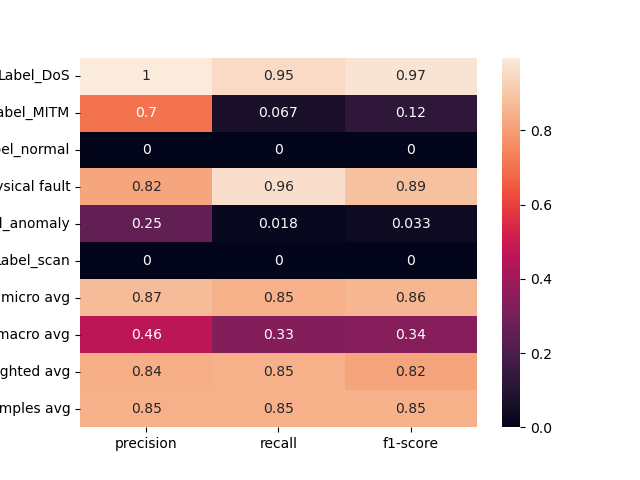 Label_DoS 1 0.95 0.97
abel_MITM 0.7 0.067 0.12
el_normal 0 0 0
ysical fault 0.82 0.96 0.89
l_anomaly 0.25 0.018 0.033
Label_scan 0 0 0
micro avg 0.87 0.85 0.86
macro avg 0.46 0.33 0.34
ghted avg 0.84 0.85 0.82
mples avg 0.85 0.85 0.85
precision recall f1-score
0.8
0.6
0.4
0.2
0.0